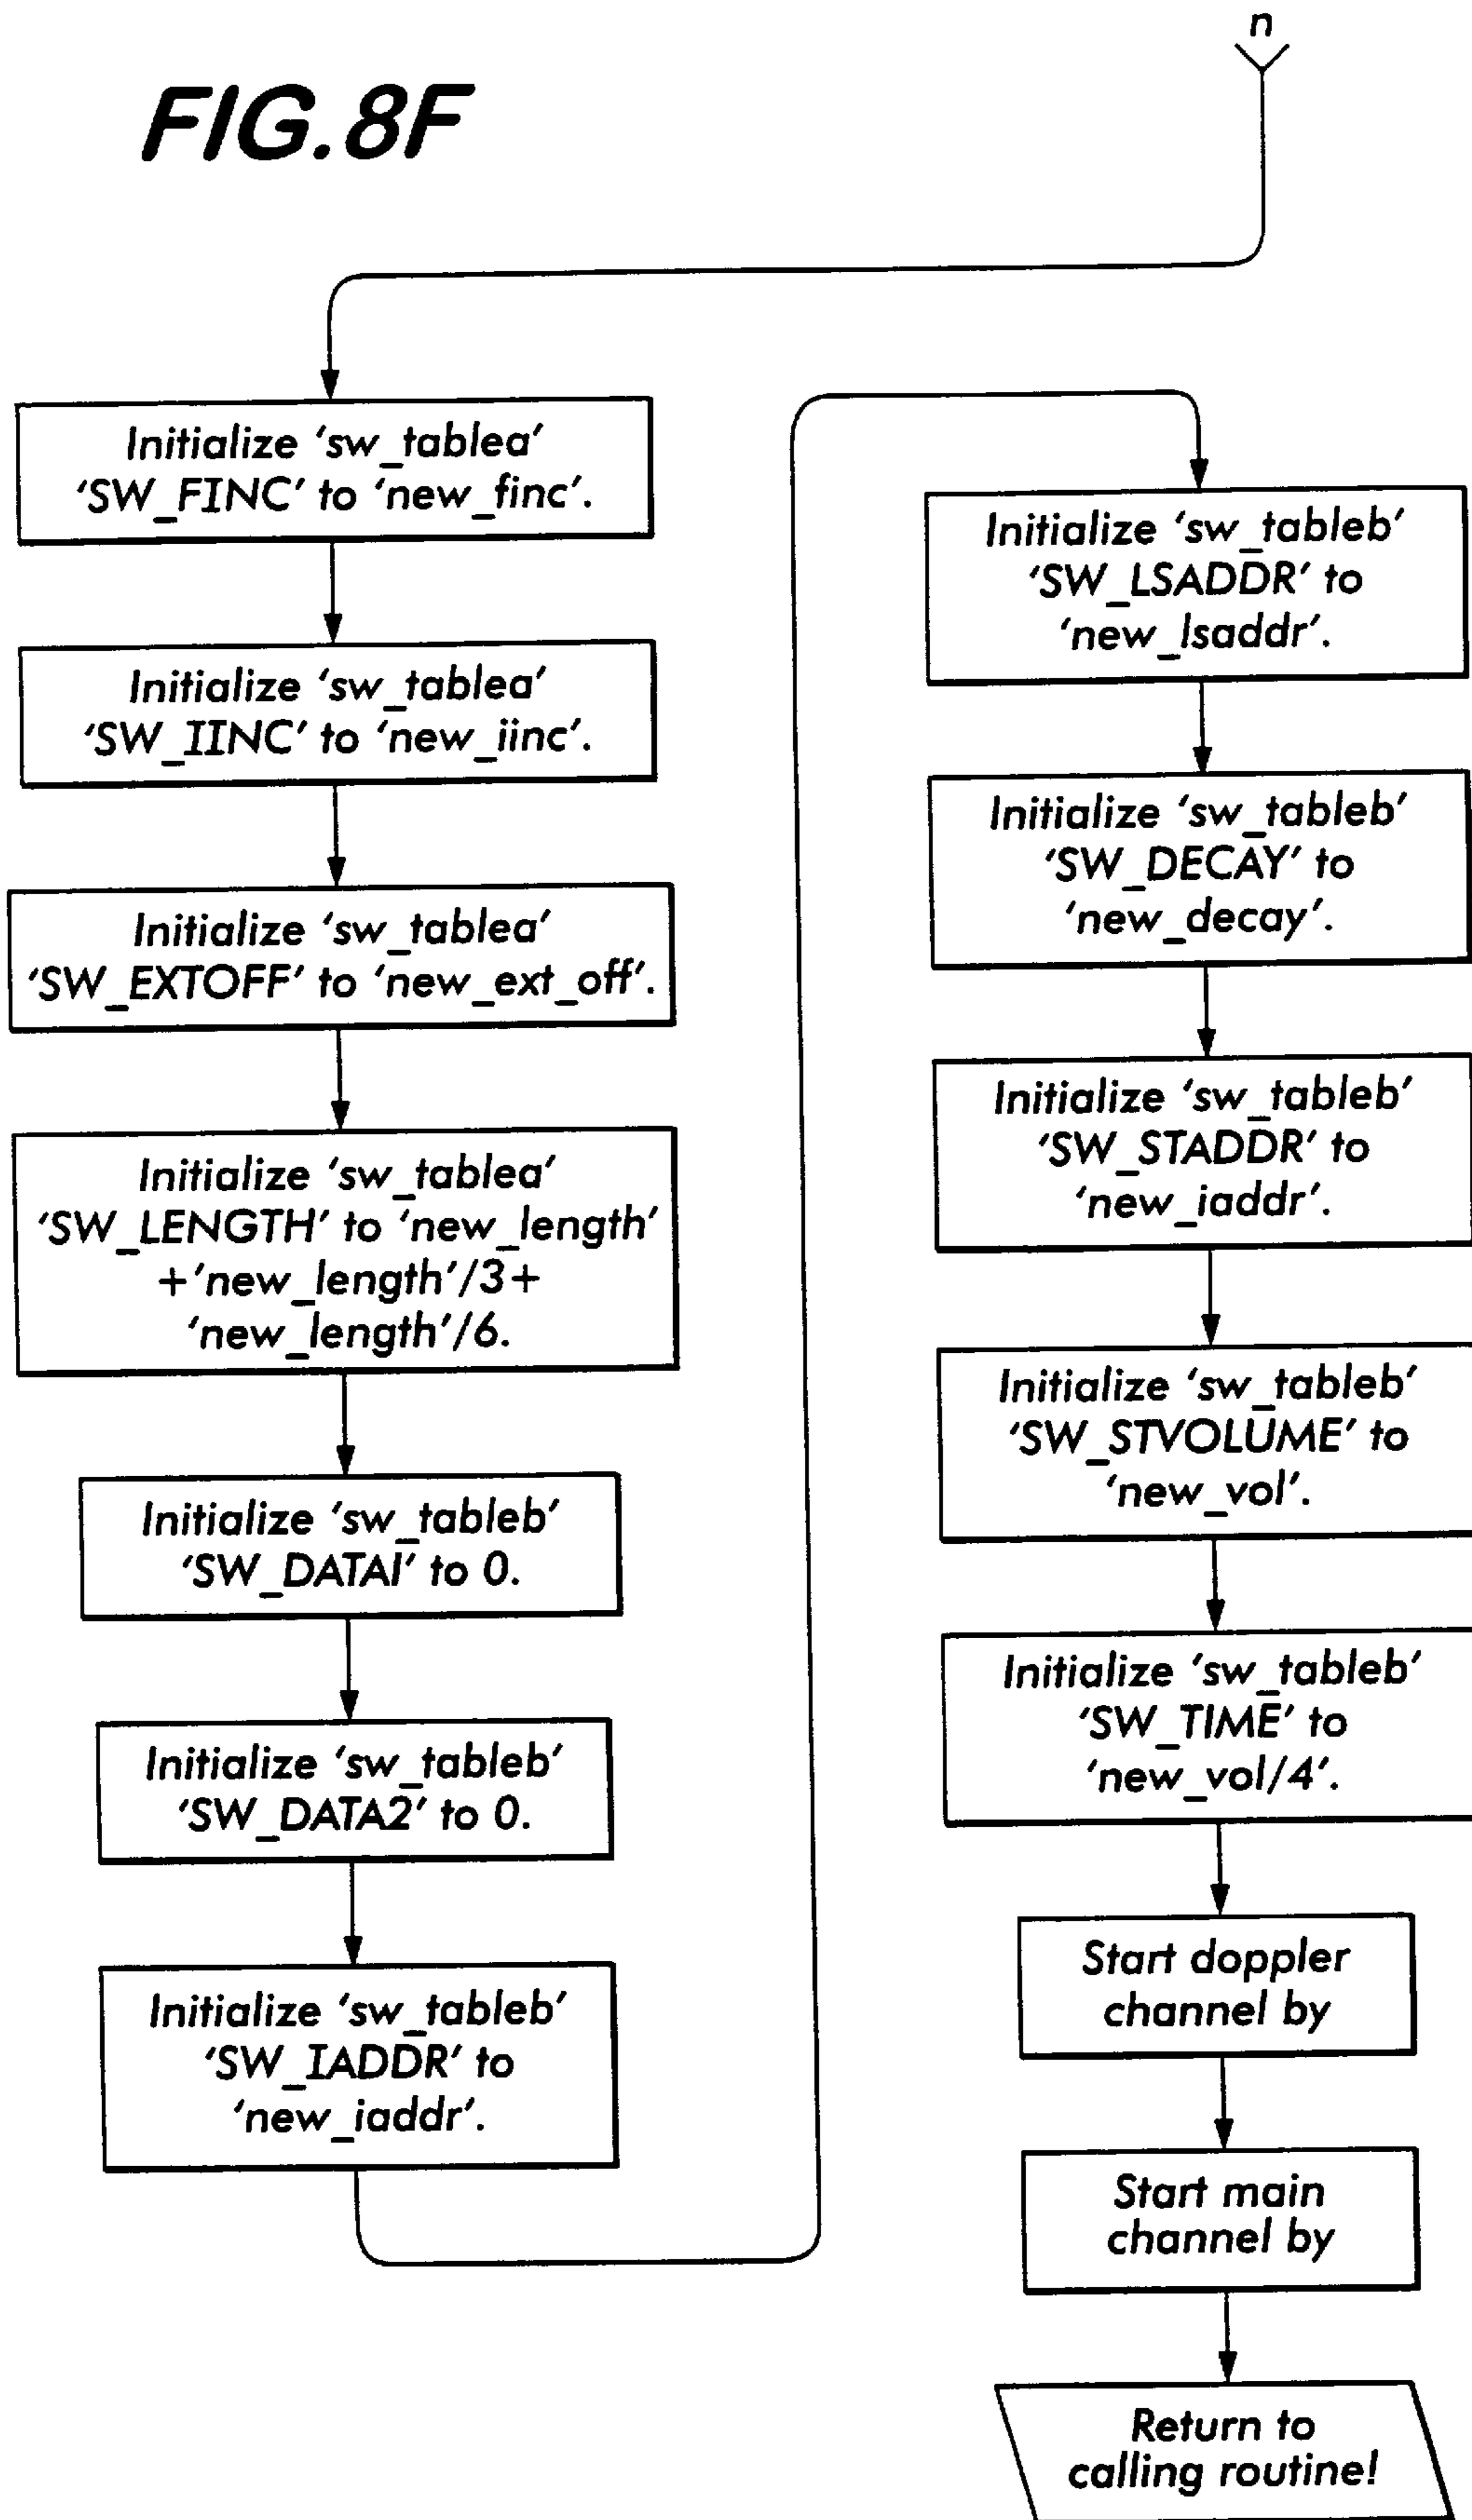 n
FIG.8F
Initialize 'sw_tablea'
'SW_FINC' to 'new_finc'.
Initialize 'sw_tablea'
'SW_IINC' to 'new_iinc'.
Initialize 'sw_tablea'
'SW_EXTOFF' to 'new_ext_off'.
Initialize 'sw_tablea'
'SW_LENGTH' to 'new_length'
+'new_length'/3+
'new_length'/6.
Initialize 'sw_tableb'
'SW_DATA1' to 0.
Initialize 'sw_tableb'
'SW_DATA2' to 0.
Initialize 'sw_tableb'
'SW_IADDR' to
'new_iaddr'.
Initialize 'sw_tableb'
'SW_LSADDR' to
'new_lsaddr'.
Initialize 'sw_tableb'
'SW_DECAY' to
'new_decay'.
Initialize 'sw_tableb'
'SW_STADDR' to
'new_iaddr'.
Initialize 'sw_tableb'
'SW_STVOLUME' to
'new_vol'.
Initialize 'sw_tableb'
'SW_TIME' to
'new_vol/4'.
Start doppler
channel by
Start main
channel by
Return to
calling routine!